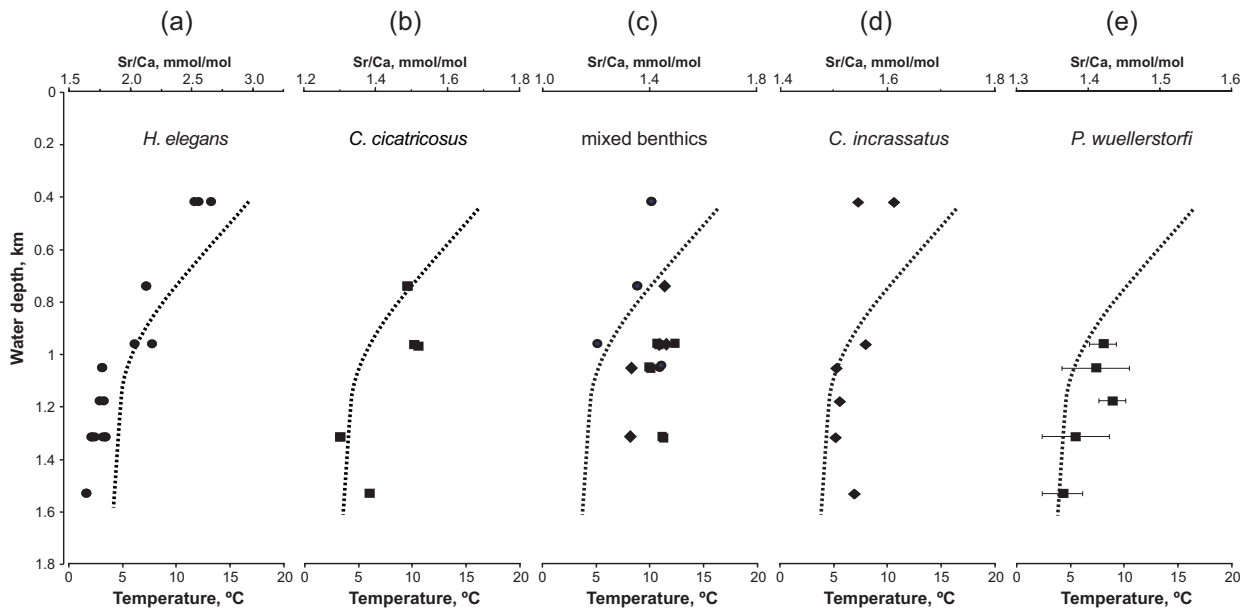 (a) (b) (c) (d) (e)
Sr/Ca, mmol/mol Sr/Ca, mmol/mol Sr/Ca, mmol/mol Sr/Ca, mmol/mol Sr/Ca, mmol/mol
1.5 2.0 2.5 3.0 1.2 1.4 1.6 1.8 1.0 1.4 1.8 1.4 1.6 1.8 1.3 1.4 1.5 1.6
0
H. elegans C. cicatricosus mixed benthics C. incrassatus P. wuellerstorfi
0.2
0.4
0.6
0.8
1
1.2
1.4
1.6
1.8
Water depth, km
0 5 10 15 20 0 5 10 15 20 0 5 10 15 20 0 5 10 15 20 0 5 10 15 20
Temperature, ºC Temperature, ºC Temperature, ºC Temperature, ºC Temperature, ºC